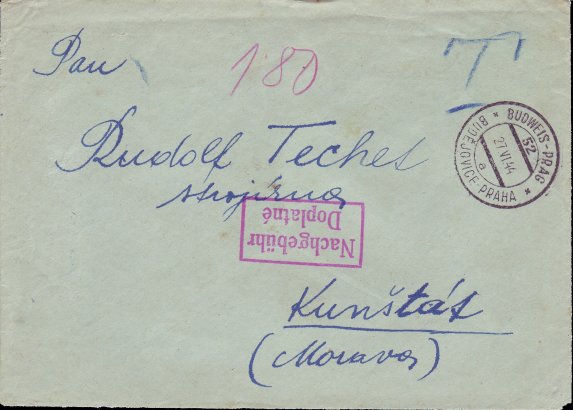 Pan
180
T
Rudolf Techet
strojírna
Kunštát
(Morava)
BUDWEIS-PRAG
BUDĚJOVICE-PRAHA
52
27 VI 44
a
Nachgebühr
Doplatné